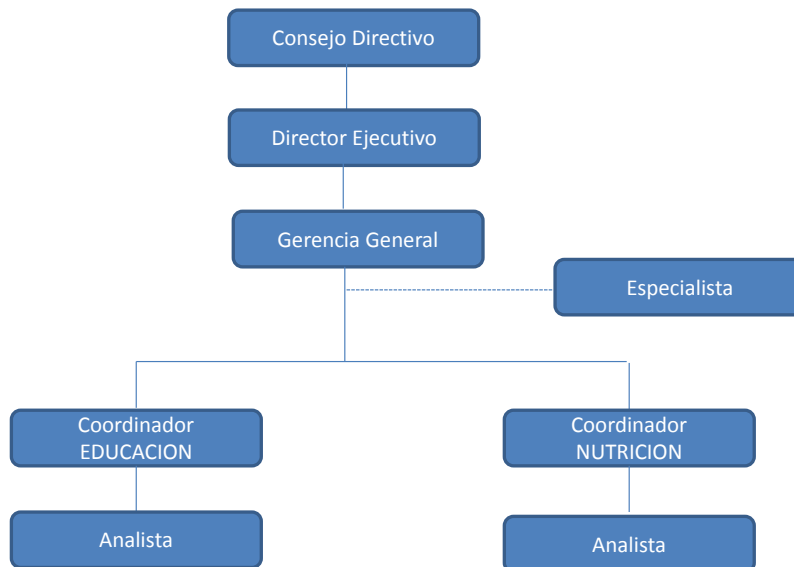 Consejo Directivo
Director Ejecutivo
Gerencia General
Especialista
Coordinador
EDUCACION
Coordinador
NUTRICION
Analista
Analista